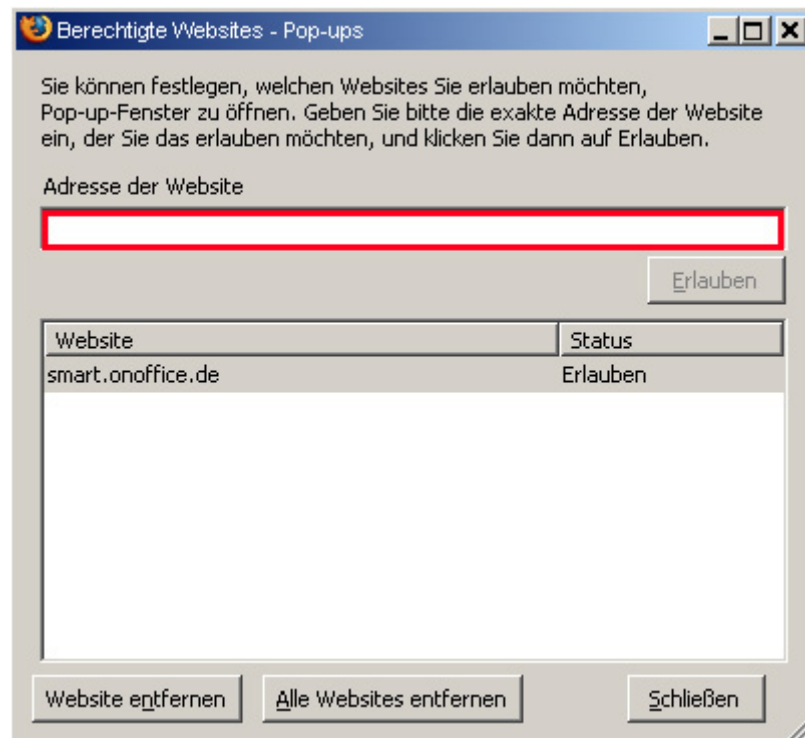 Berechtigte Websites - Pop-ups
Sie können festlegen, welchen Websites Sie erlauben möchten,
Pop-up-Fenster zu öffnen. Geben Sie bitte die exakte Adresse der Website
ein, der Sie das erlauben möchten, und klicken Sie dann auf Erlauben.
Adresse der Website
Erlauben
Website Status
smart.onoffice.de Erlauben
Website entfernen Alle Websites entfernen Schließen